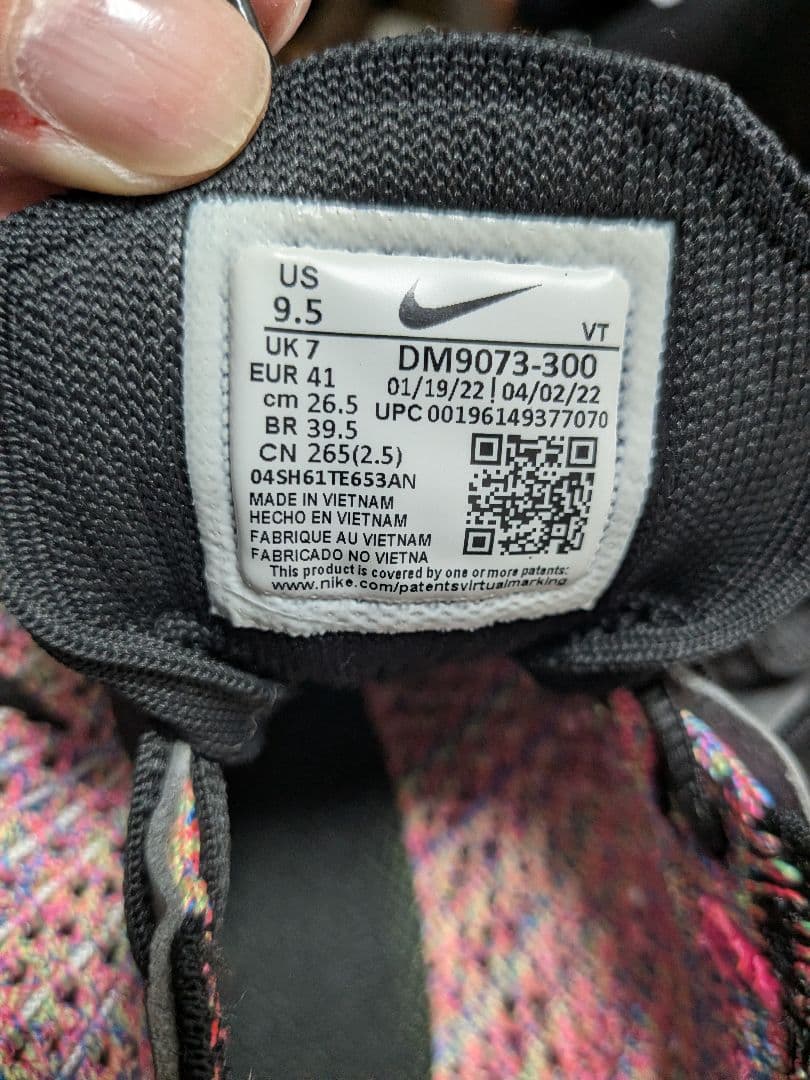 US
9.5
VT
UK 7
DM9073-300
EUR 41
01/19/22 | 04/02/22
cm 26.5
UPC 00196149377070
BR 39.5
CN 265(2.5)
04SH61TE653AN
MADE IN VIETNAM
HECHO EN VIETNAM
FABRIQUE AU VIETNAM
FABRICADO NO VIETNA
This product is covered by one or more patents:
www.nike.com/patentsvirtualmarking